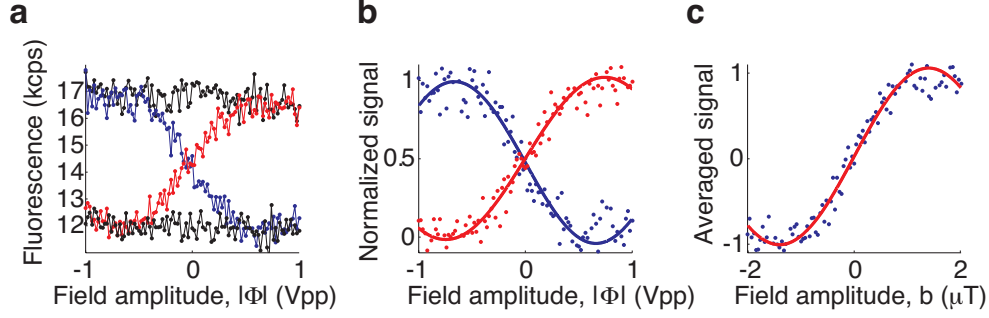 a
Fluorescence (kcps)
17
16
15
14
13
12
-1
0
1
Field amplitude, |Φ| (Vpp)
b
Normalized signal
1
0.5
0
-1
0
1
Field amplitude, |Φ| (Vpp)
c
Averaged signal
1
0
-1
-2
0
2
Field amplitude, b (μT)